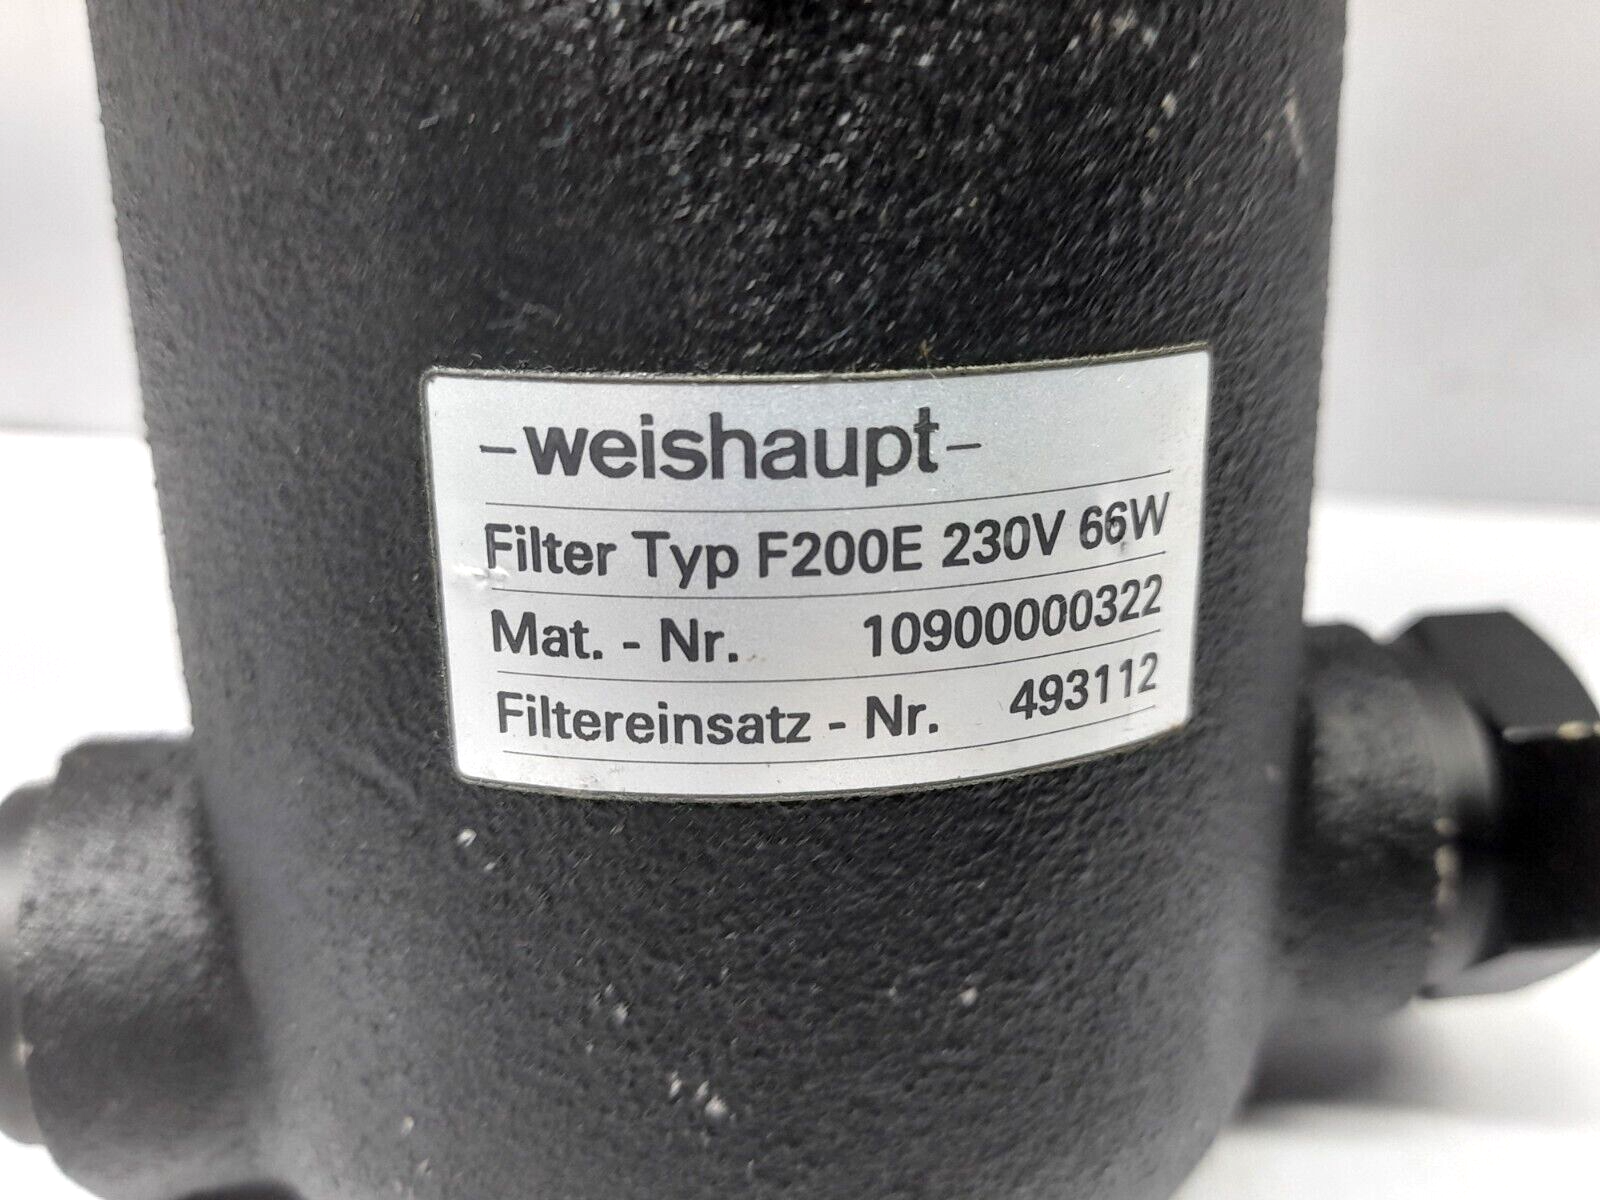 -weishaupt-
Filter Typ F200E 230V 66W
Mat. - Nr. 10900000322
Filtereinsatz - Nr. 493112